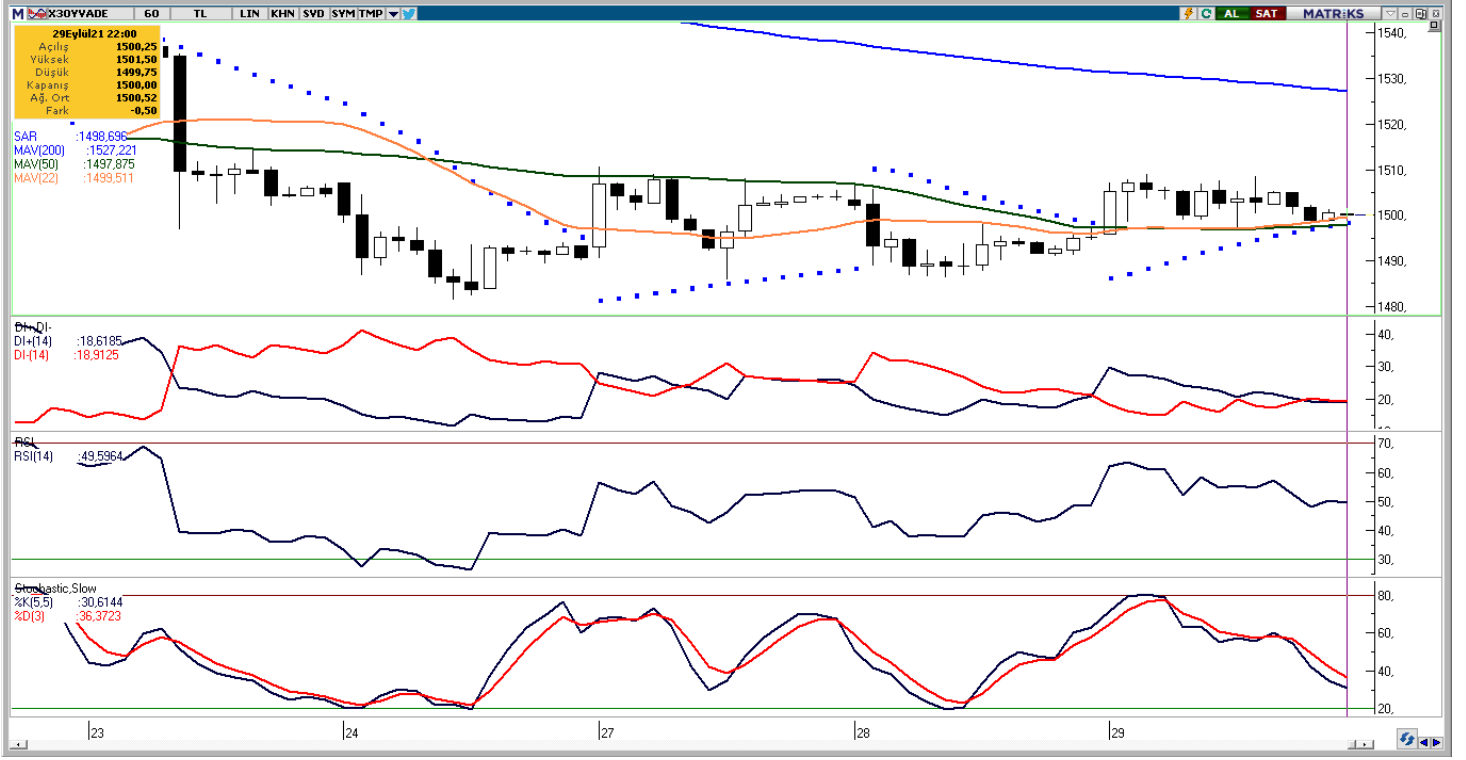 M X30YVADE 60 TL LIN KHN SVD SYM TMP AL SAT MATRİKS
29Eylül21 22:00
Açılış 1500,25
Yüksek 1501,50
Düşük 1499,75
Kapanış 1500,00
Ağ. Ort 1500,52
Fark -0,50
SAR :1498,696
MAV(200) :1527,221
MAV(50) :1497,875
MAV(22) :1499,511
1540,
1530,
1520,
1510,
1500,
1490,
1480,
DI+,DI-
DI+(14) :18,6185
DI-(14) :18,9125
40,
30,
20,
10
RSI
RSI(14) :49,5964
70,
60,
50,
40,
30,
Stochastic,Slow
%K(5,5) :30,6144
%D(3) :36,3723
80,
60,
40,
20,
23 24 27 28 29